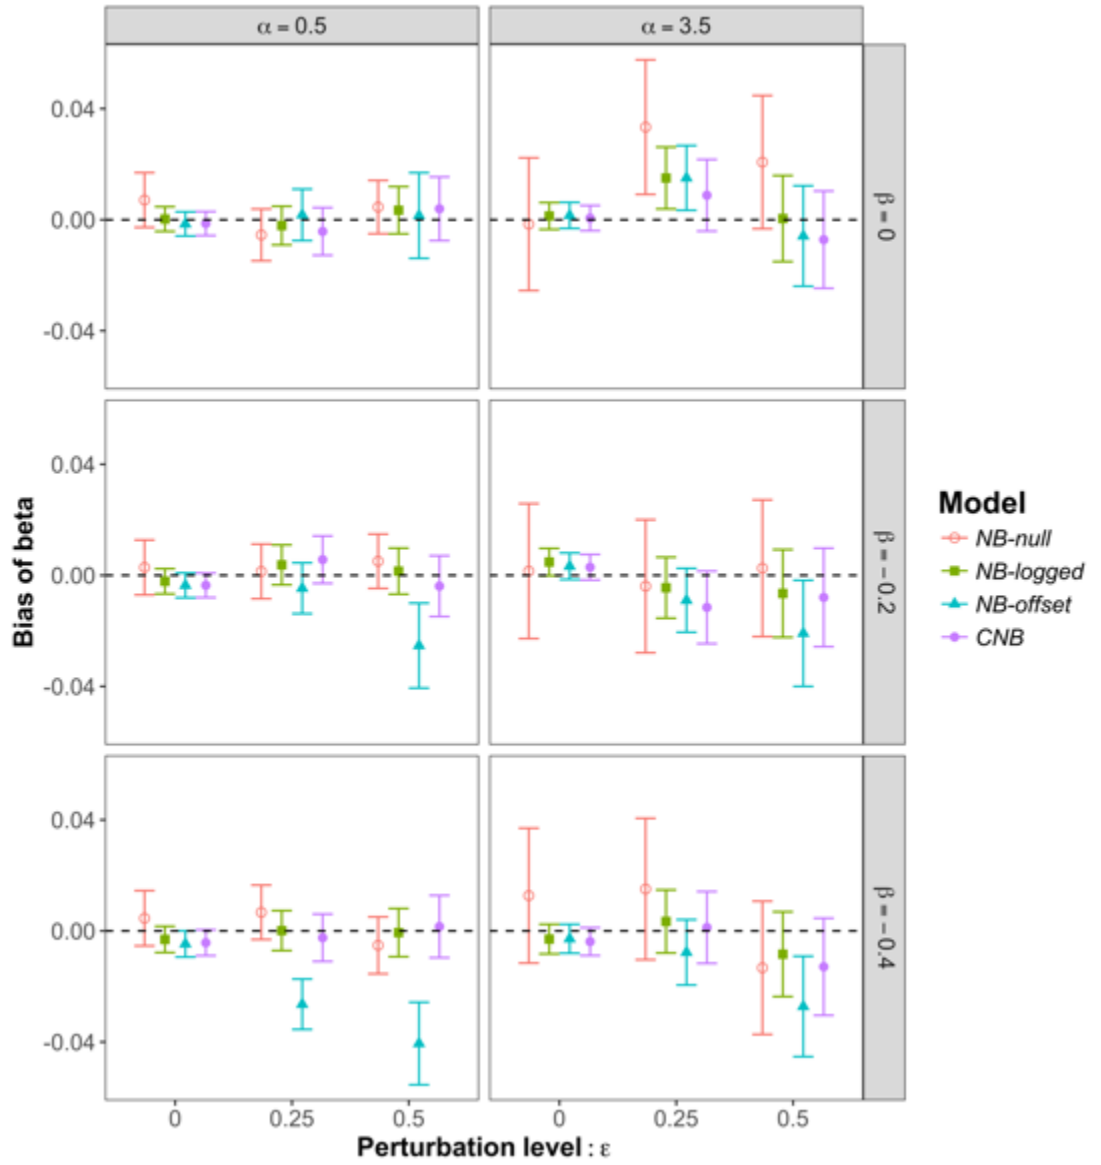 α = 0.5 α = 3.5
0.04
0.00
-0.04
β = 0
0.04
0.00
-0.04
β = −0.2
0.04
0.00
-0.04
β = −0.4
Bias of beta
0 0.25 0.5 0 0.25 0.5
Perturbation level : ε
Model
NB-null
NB-logged
NB-offset
CNB